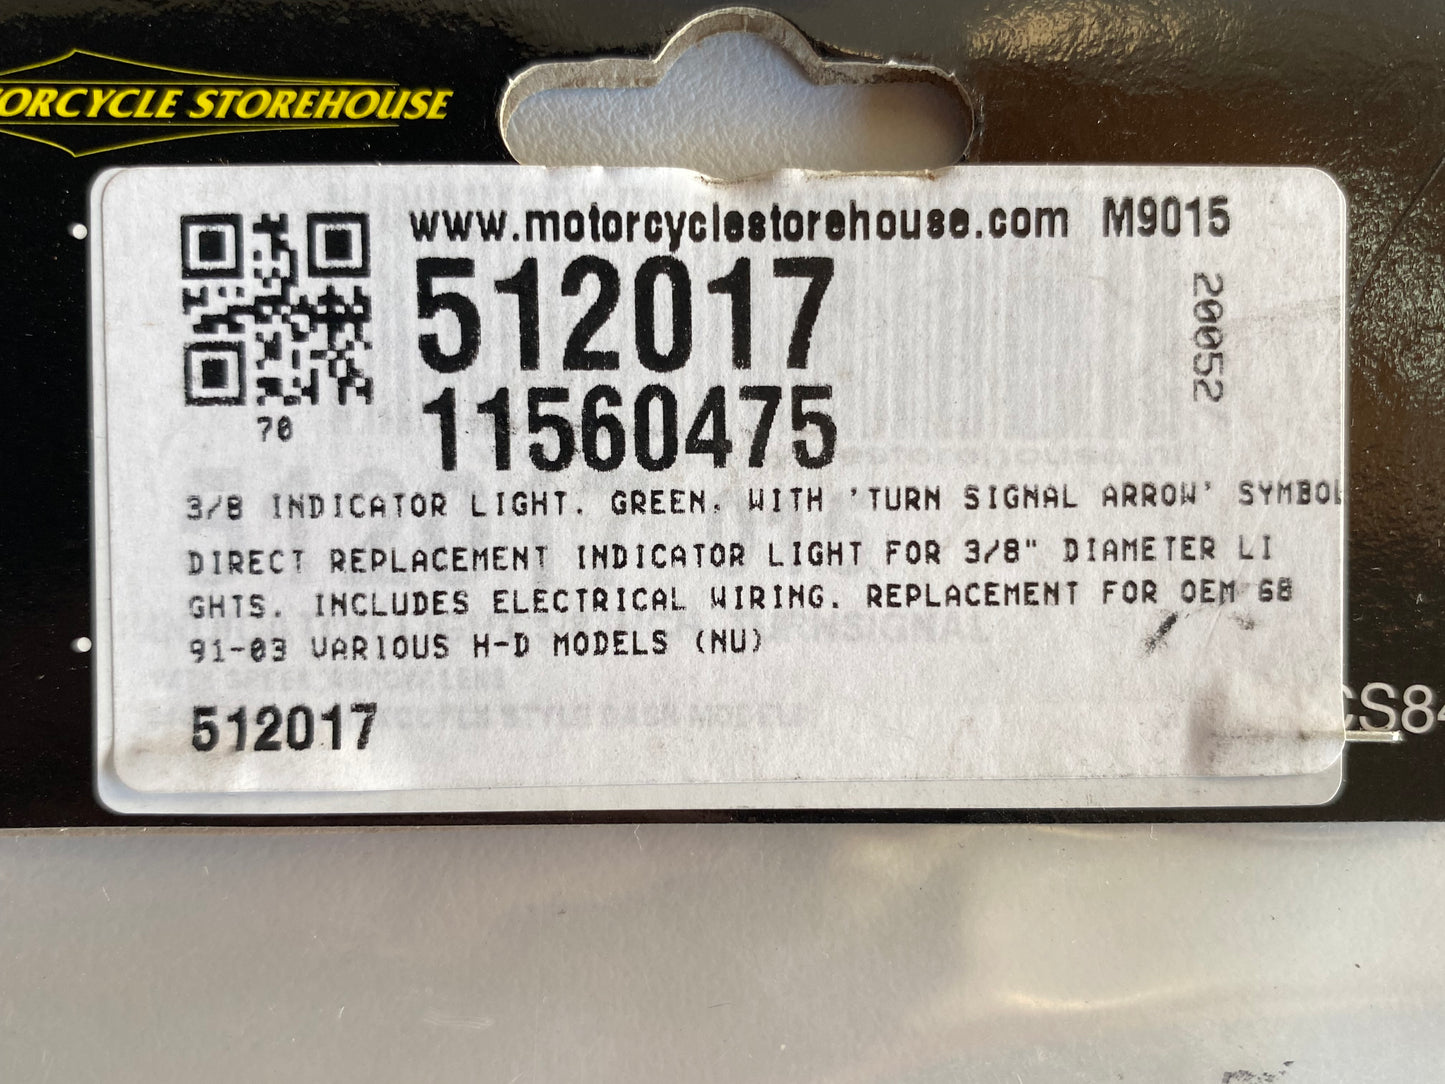 ORCYCLE STOREHOUSE
www.motorcyclestorehouse.com M9015
512017
20052
11560475
70
3/8 INDICATOR LIGHT. GREEN, WITH 'TURN SIGNAL ARROW' SYMBOL
DIRECT REPLACEMENT INDICATOR LIGHT FOR 3/8" DIAMETER LI
GHTS. INCLUDES ELECTRICAL WIRING. REPLACEMENT FOR OEM 68
91-03 VARIOUS H-D MODELS (NU)
512017
CS84